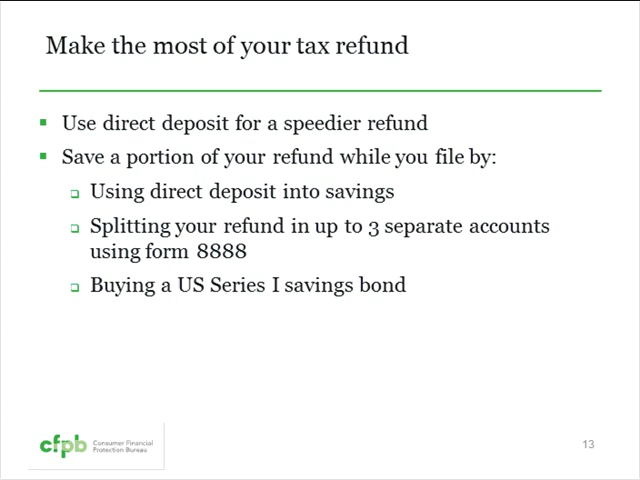 Make the most of your tax refund
Use direct deposit for a speedier refund
Save a portion of your refund while you file by:
Using direct deposit into savings
Splitting your refund in up to 3 separate accounts
using form 8888
Buying a US Series I savings bond
cfpb
Consumer Financial
Protection Bureau
13